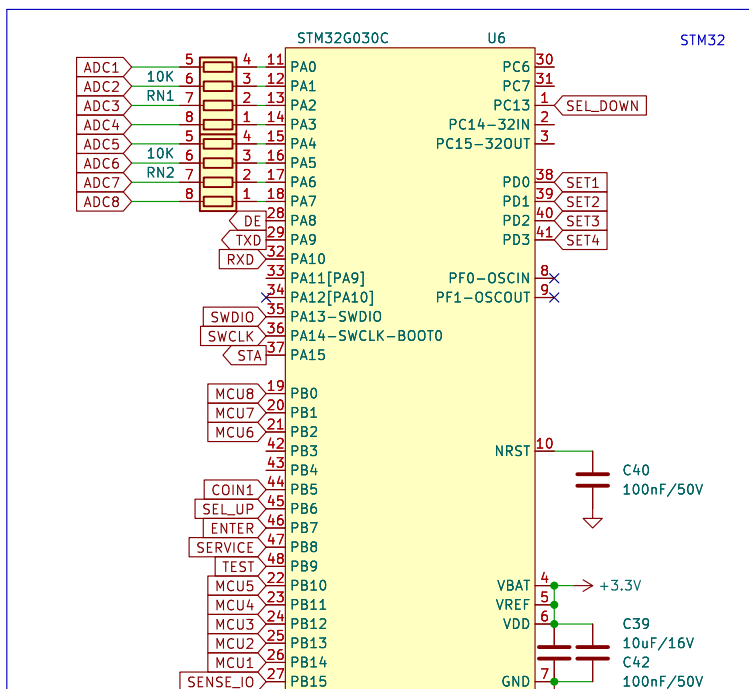 STM32G030C U6 STM32
ADC1 5 4 11 PA0 PC6 30
ADC2 10K 6 3 12 PA1 PC7 31
ADC3 RN1 7 2 13 PA2 PC13 1 SEL_DOWN
ADC4 8 1 14 PA3 PC14-32IN 2
ADC5 5 4 15 PA4 PC15-32OUT 3
ADC6 10K 6 3 16 PA5
ADC7 RN2 7 2 17 PA6 PD0 38 SET1
ADC8 8 1 18 PA7 PD1 39 SET2
DE 28 PA8 PD2 40 SET3
TXD 29 PA9 PD3 41 SET4
RXD 32 PA10
33 PA11[PA9] PF0-OSCIN 8
34 PA12[PA10] PF1-OSCOUT 9
SWDIO 35 PA13-SWDIO
SWCLK 36 PA14-SWCLK-BOOT0
STA 37 PA15
MCU8 19 PB0
MCU7 20 PB1
MCU6 21 PB2
42 PB3 NRST 10
43 PB4 C40
COIN1 44 PB5 100nF/50V
SEL_UP 45 PB6
ENTER 46 PB7
SERVICE 47 PB8
TEST 48 PB9
MCU5 22 PB10 VBAT 4 +3.3V
MCU4 23 PB11 VREF 5
MCU3 24 PB12 VDD 6 C39
MCU2 25 PB13 10uF/16V
MCU1 26 PB14 C42
SENSE_IO 27 PB15 GND 7 100nF/50V